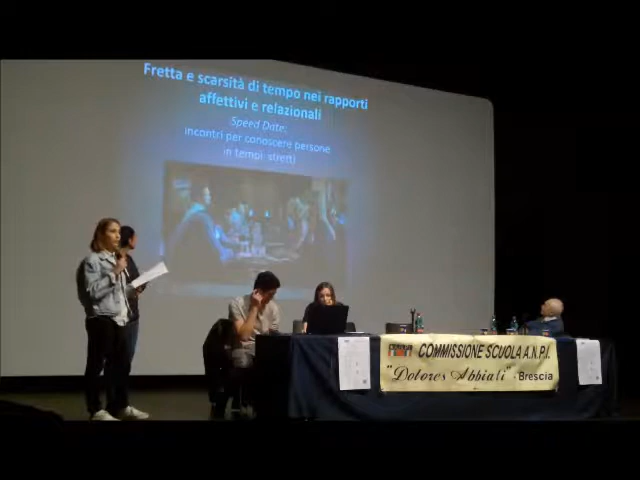 Fretta e scarsità di tempo nei rapporti
affettivi e relazionali
Speed Date:
incontri per conoscere persone
in tempi stretti
COMMISSIONE SCUOLA A.N.P.I.
"Dolores Abbiati" - Brescia